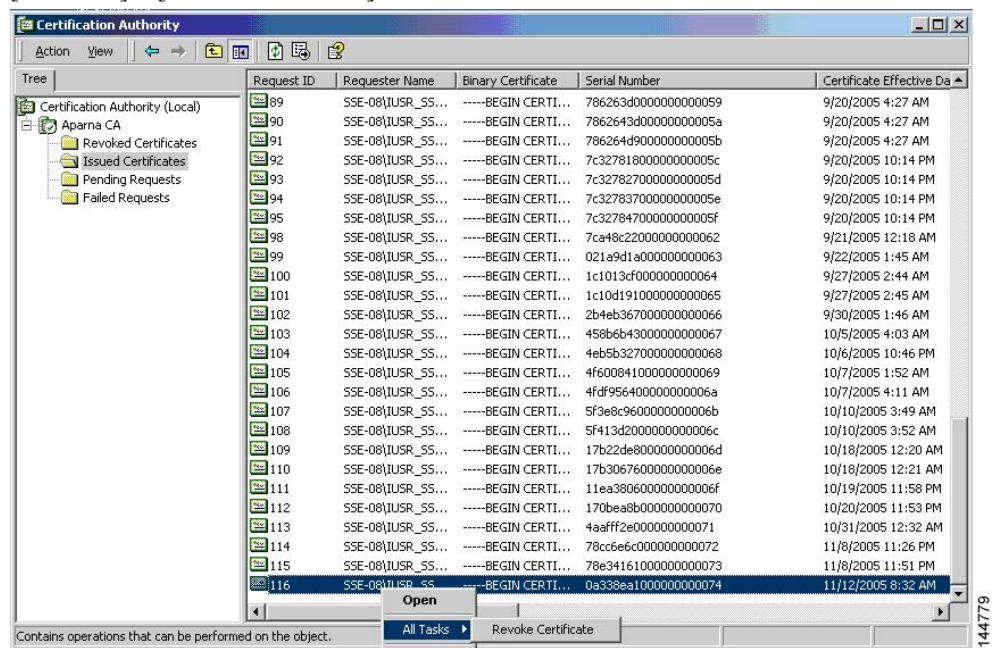 Certification Authority
Action View
Tree
Request ID Requester Name Binary Certificate Serial Number Certificate Effective Da
Certification Authority (Local)
Aparna CA
Revoked Certificates
Issued Certificates
Pending Requests
Failed Requests
89 SSE-08\IUSR_SS... -----BEGIN CERTI... 786263d0000000000059 9/20/2005 4:27 AM
90 SSE-08\IUSR_SS... -----BEGIN CERTI... 7862643d00000000005a 9/20/2005 4:27 AM
91 SSE-08\IUSR_SS... -----BEGIN CERTI... 786264d900000000005b 9/20/2005 4:27 AM
92 SSE-08\IUSR_SS... -----BEGIN CERTI... 7c32781800000000005c 9/20/2005 10:14 PM
93 SSE-08\IUSR_SS... -----BEGIN CERTI... 7c32782700000000005d 9/20/2005 10:14 PM
94 SSE-08\IUSR_SS... -----BEGIN CERTI... 7c32783700000000005e 9/20/2005 10:14 PM
95 SSE-08\IUSR_SS... -----BEGIN CERTI... 7c32784700000000005f 9/20/2005 10:14 PM
98 SSE-08\IUSR_SS... -----BEGIN CERTI... 7ca48c22000000000062 9/21/2005 12:18 AM
99 SSE-08\IUSR_SS... -----BEGIN CERTI... 021a9d1a000000000063 9/22/2005 1:45 AM
100 SSE-08\IUSR_SS... -----BEGIN CERTI... 1c1013cf000000000064 9/27/2005 2:44 AM
101 SSE-08\IUSR_SS... -----BEGIN CERTI... 1c10d191000000000065 9/27/2005 2:45 AM
102 SSE-08\IUSR_SS... -----BEGIN CERTI... 2b4eb367000000000066 9/30/2005 1:46 AM
103 SSE-08\IUSR_SS... -----BEGIN CERTI... 458b6b43000000000067 10/5/2005 4:03 AM
104 SSE-08\IUSR_SS... -----BEGIN CERTI... 4eb5b327000000000068 10/6/2005 10:46 PM
105 SSE-08\IUSR_SS... -----BEGIN CERTI... 4f600841000000000069 10/7/2005 1:52 AM
106 SSE-08\IUSR_SS... -----BEGIN CERTI... 4fdf956400000000006a 10/7/2005 4:11 AM
107 SSE-08\IUSR_SS... -----BEGIN CERTI... 5f3e8c9600000000006b 10/10/2005 3:49 AM
108 SSE-08\IUSR_SS... -----BEGIN CERTI... 5f413d2000000000006c 10/10/2005 3:52 AM
109 SSE-08\IUSR_SS... -----BEGIN CERTI... 17b22de800000000006d 10/18/2005 12:20 AM
110 SSE-08\IUSR_SS... -----BEGIN CERTI... 17b3067600000000006e 10/18/2005 12:21 AM
111 SSE-08\IUSR_SS... -----BEGIN CERTI... 11ea380600000000006f 10/19/2005 11:58 PM
112 SSE-08\IUSR_SS... -----BEGIN CERTI... 170bea8b000000000070 10/20/2005 11:53 PM
113 SSE-08\IUSR_SS... -----BEGIN CERTI... 4aafff2e000000000071 10/31/2005 12:32 AM
114 SSE-08\IUSR_SS... -----BEGIN CERTI... 78cc6e6c000000000072 11/8/2005 11:26 PM
115 SSE-08\IUSR_SS... -----BEGIN CERTI... 78e34161000000000073 11/8/2005 11:51 PM
116 SSE-08\IUSR_SS... -----BEGIN CERTI... 0a338ea1000000000074 11/12/2005 8:32 AM
Open
All Tasks Revoke Certificate
Contains operations that can be performed on the object.
144779